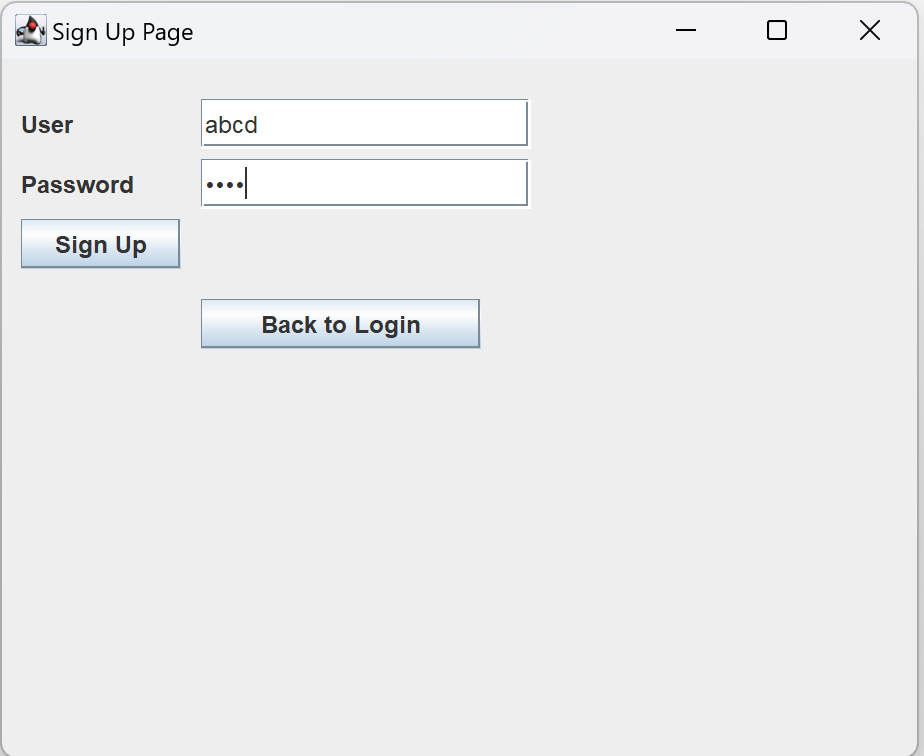 Sign Up Page
User abcd
Password ••••
Sign Up
Back to Login